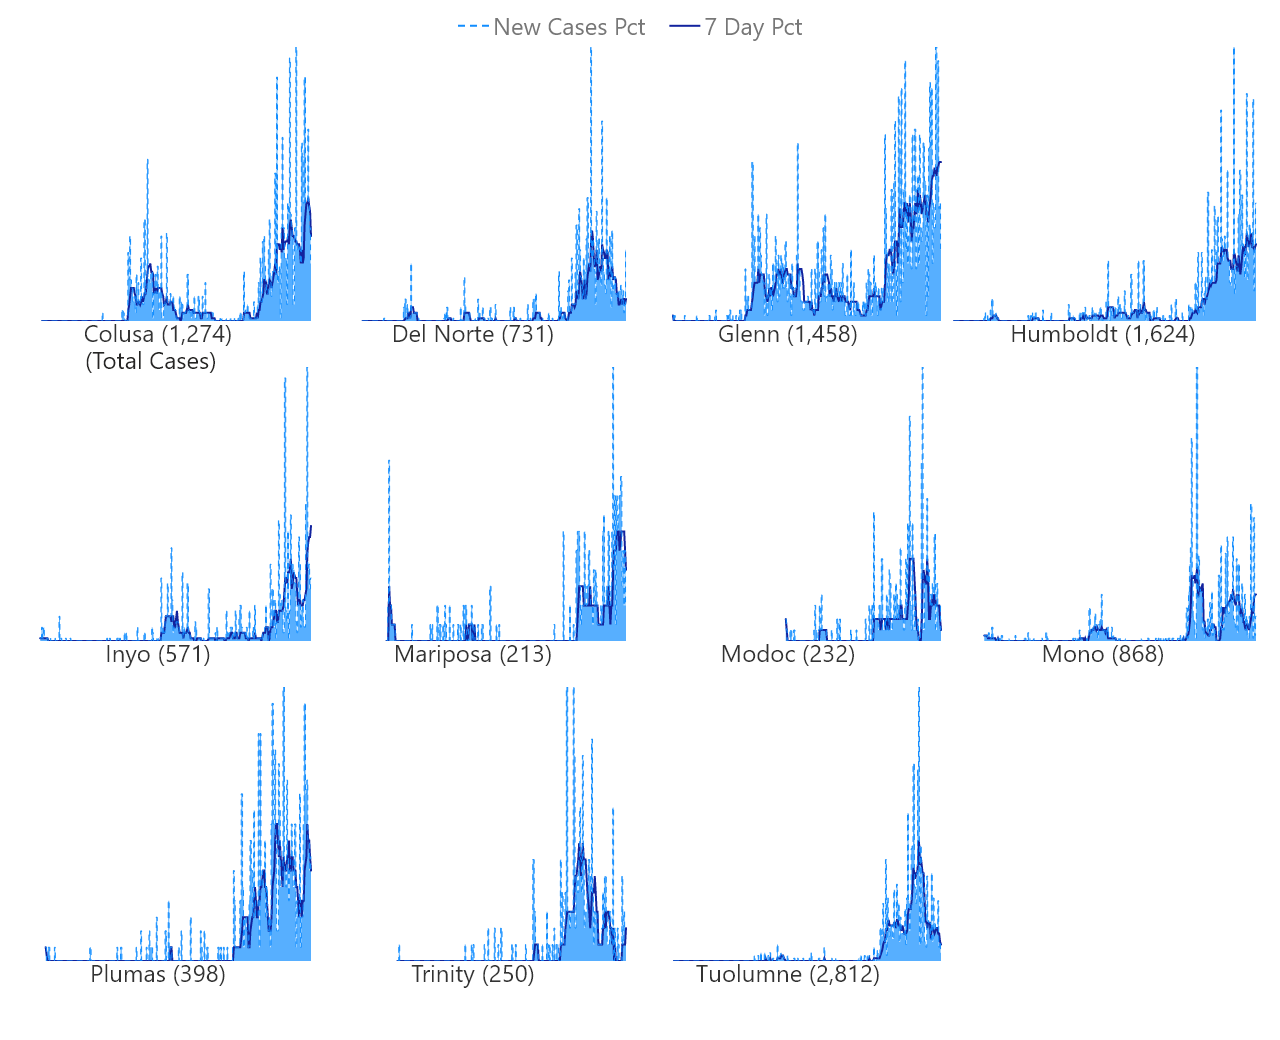 New Cases Pct 7 Day Pct
Colusa (1,274) Del Norte (731) Glenn (1,458) Humboldt (1,624)
(Total Cases)
Inyo (571) Mariposa (213) Modoc (232) Mono (868)
Plumas (398) Trinity (250) Tuolumne (2,812)